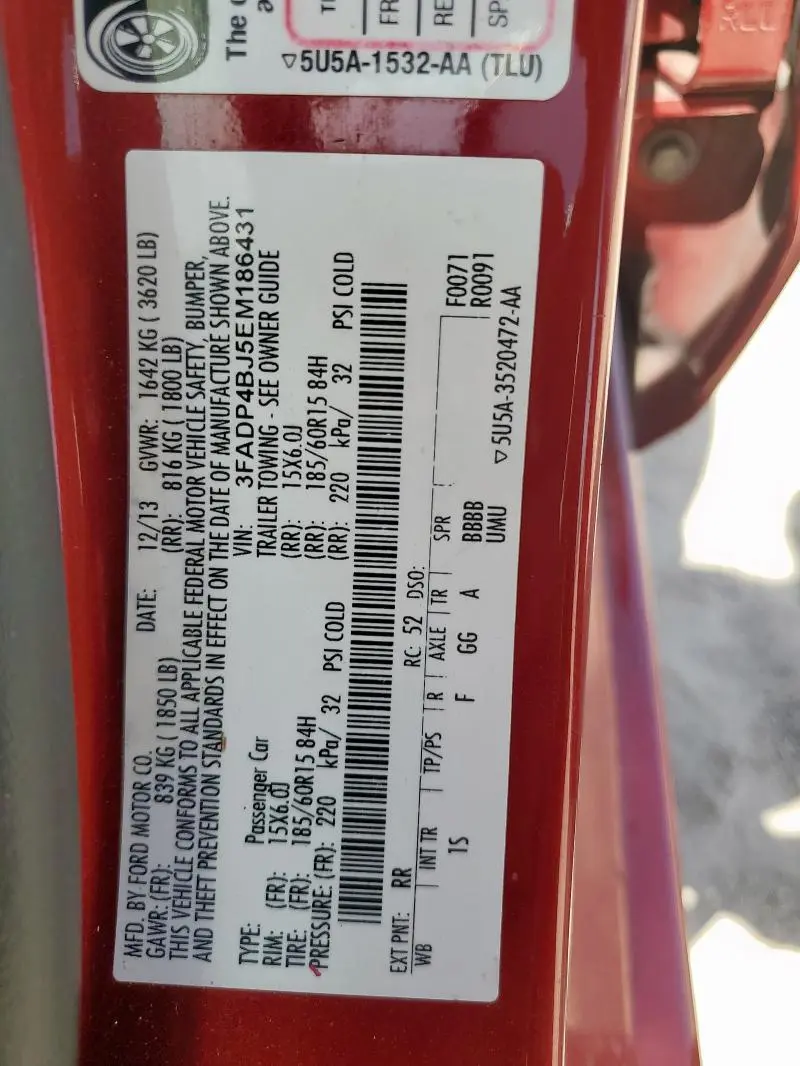 The
a
FR
RE
SP
▽5U5A-1532-AA (TLU)
MFD. BY FORD MOTOR CO. DATE: 12/13 GVWR: 1642 KG ( 3620 LB)
GAWR: (FR): 839 KG ( 1850 LB) (RR): 816 KG ( 1800 LB)
THIS VEHICLE CONFORMS TO ALL APPLICABLE FEDERAL MOTOR VEHICLE SAFETY, BUMPER,
AND THEFT PREVENTION STANDARDS IN EFFECT ON THE DATE OF MANUFACTURE SHOWN ABOVE.
VIN: 3FADP4BJ5EM186431
TYPE: Passenger Car TRAILER TOWING - SEE OWNER GUIDE
RIM: (FR): 15X6.0J (RR): 15X6.0J
TIRE: (FR): 185/60R15 84H (RR): 185/60R15 84H
PRESSURE: (FR): 220 kPa/ 32 PSI COLD (RR): 220 kPa/ 32 PSI COLD
EXT PNT: RR RC: 52 DSO: F0071
WB INT TR TP/PS R AXLE TR SPR R0091
1S F GG A BBBB
UMU ▽5U5A-3520472-AA